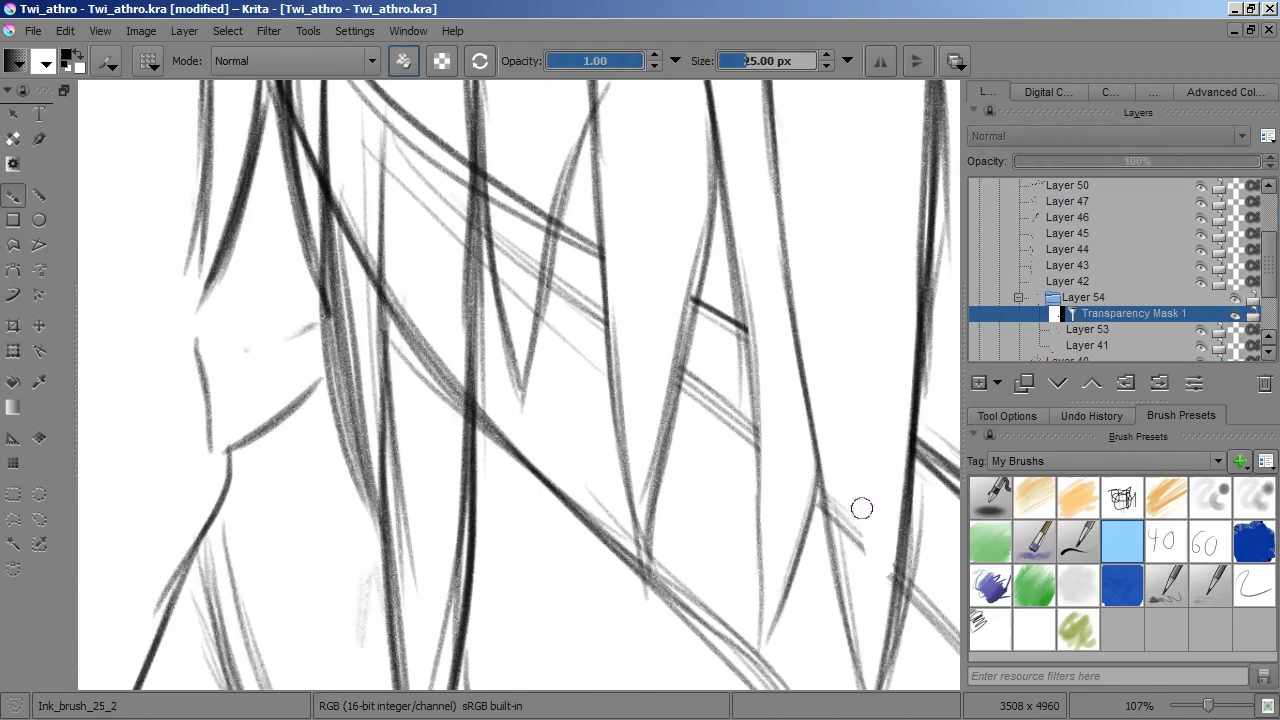 Twi_athro - Twi_athro.kra [modified] – Krita - [Twi_athro - Twi_athro.kra]
File Edit View Image Layer Select Filter Tools Settings Window Help
Mode: Normal Opacity: 1.00 Size: 25.00 px
L... Digital C... C... ... Advanced Col...
Layers
Normal
Opacity: 100%
Layer 50
Layer 47
Layer 46
Layer 45
Layer 44
Layer 43
Layer 42
Layer 54
Transparency Mask 1
Layer 53
Layer 41
Tool Options Undo History Brush Presets
Brush Presets
Tag: My Brushs
40 60
Enter resource filters here
Ink_brush_25_2 RGB (16-bit integer/channel) sRGB built-in 3508 x 4960 107%